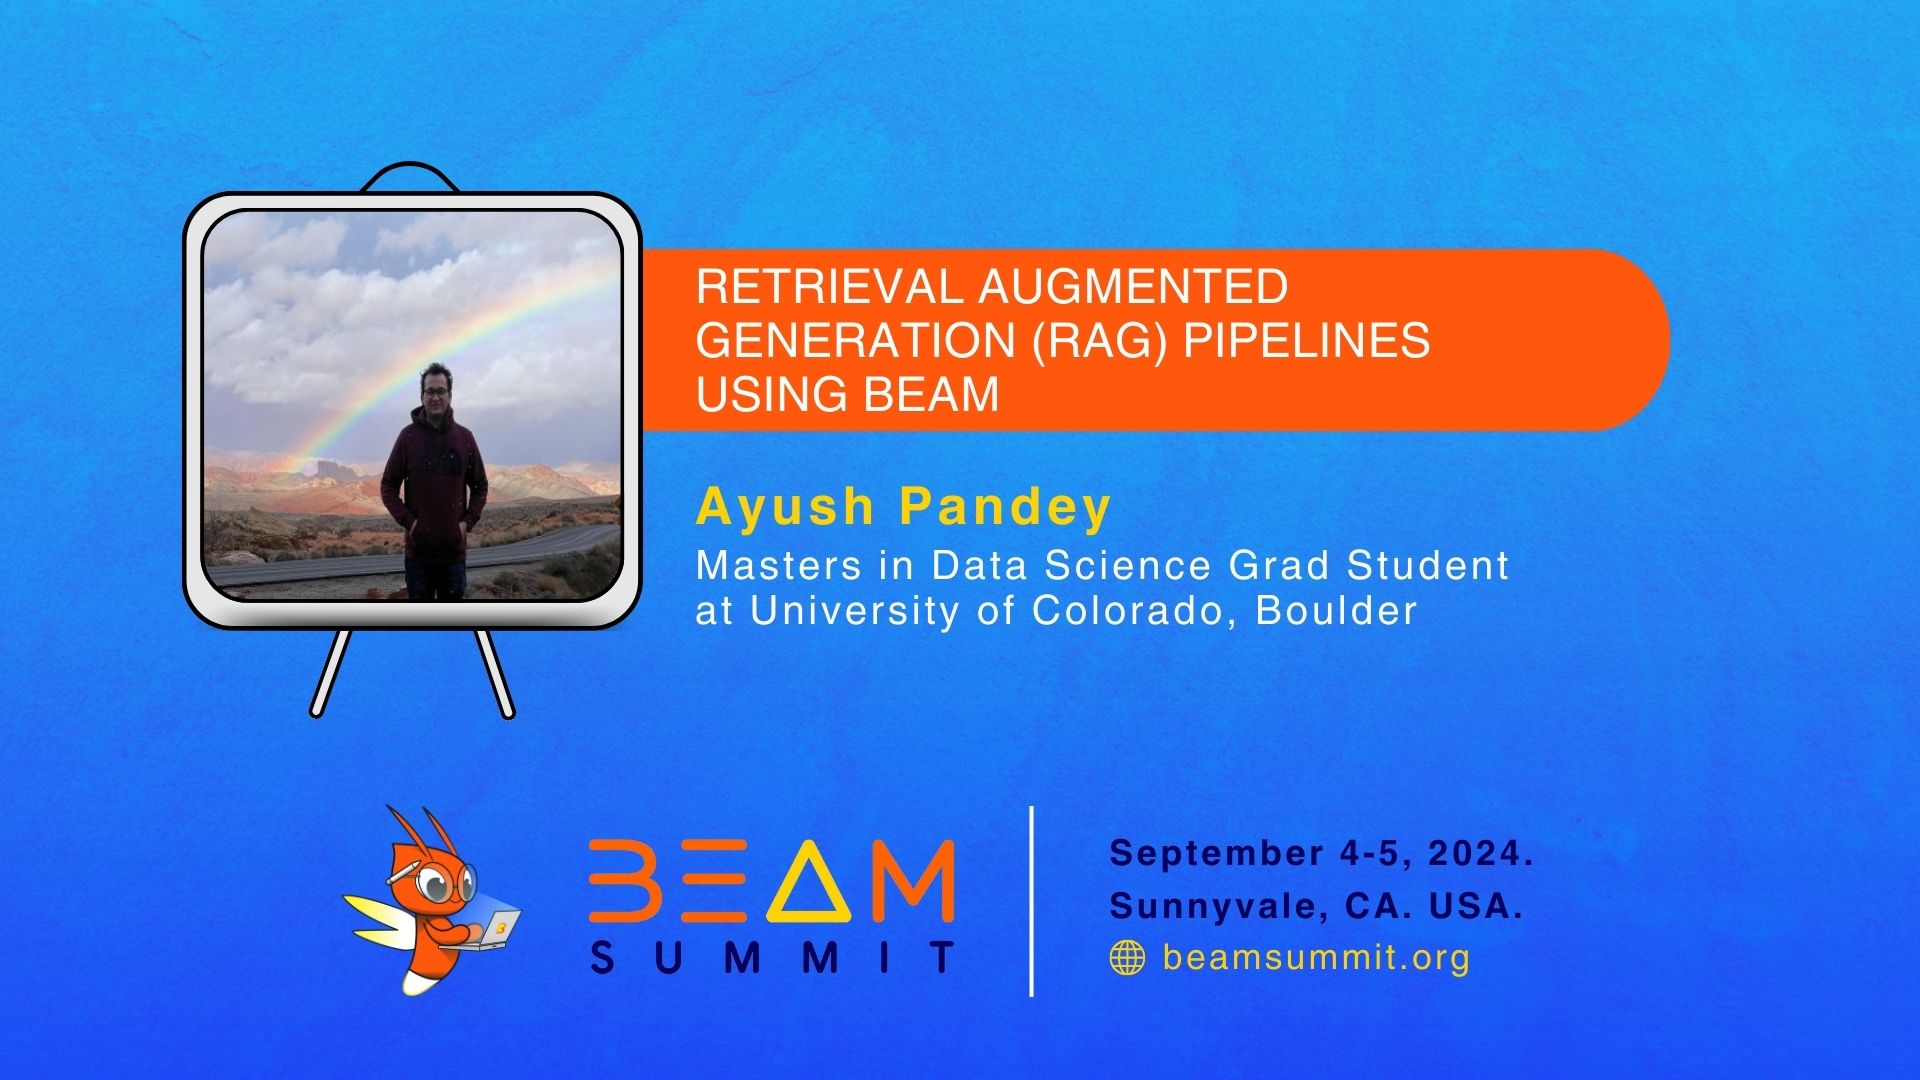 RETRIEVAL AUGMENTED
GENERATION (RAG) PIPELINES
USING BEAM
Ayush Pandey
Masters in Data Science Grad Student
at University of Colorado, Boulder
BEAM
SUMMIT
September 4-5, 2024.
Sunnyvale, CA. USA.
beamsummit.org